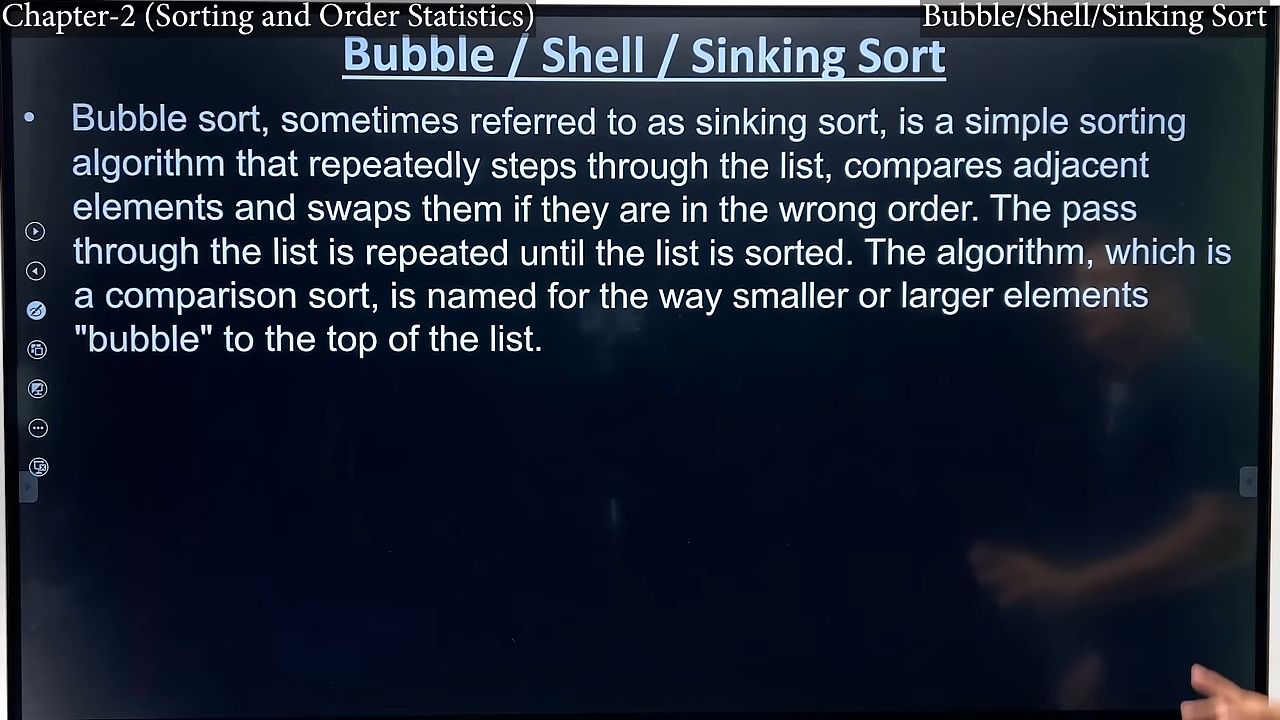 Chapter-2 (Sorting and Order Statistics)
Bubble/Shell/Sinking Sort
Bubble / Shell / Sinking Sort
• Bubble sort, sometimes referred to as sinking sort, is a simple sorting
algorithm that repeatedly steps through the list, compares adjacent
elements and swaps them if they are in the wrong order. The pass
through the list is repeated until the list is sorted. The algorithm, which is
a comparison sort, is named for the way smaller or larger elements
"bubble" to the top of the list.